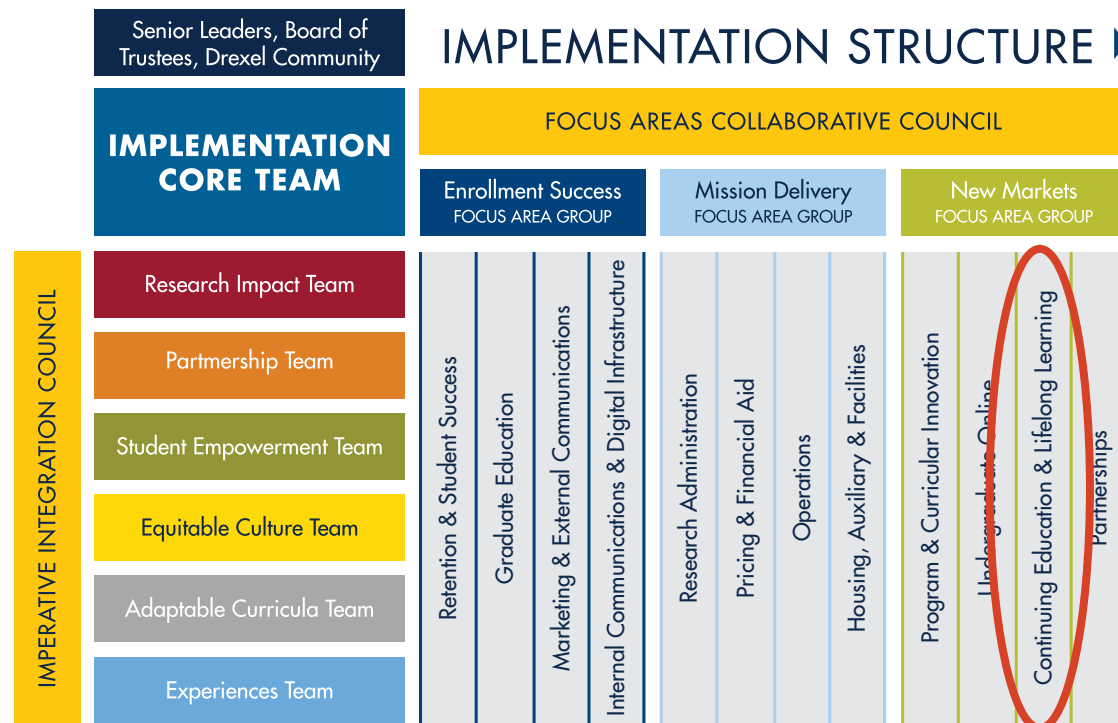 Senior Leaders, Board of
Trustees, Drexel Community
IMPLEMENTATION STRUCTURE
IMPLEMENTATION
CORE TEAM
FOCUS AREAS COLLABORATIVE COUNCIL
Enrollment Success
FOCUS AREA GROUP
Mission Delivery
FOCUS AREA GROUP
New Markets
FOCUS AREA GROUP
IMPERATIVE INTEGRATION COUNCIL
Research Impact Team
Partmership Team
Student Empowerment Team
Equitable Culture Team
Adaptable Curricula Team
Experiences Team
Retention & Student Success
Graduate Education
Marketing & External Communications
Internal Communications & Digital Infrastructure
Research Administration
Pricing & Financial Aid
Operations
Housing, Auxiliary & Facilities
Program & Curricular Innovation
Undergraduate Online
Continuing Education & Lifelong Learning
Partnerships